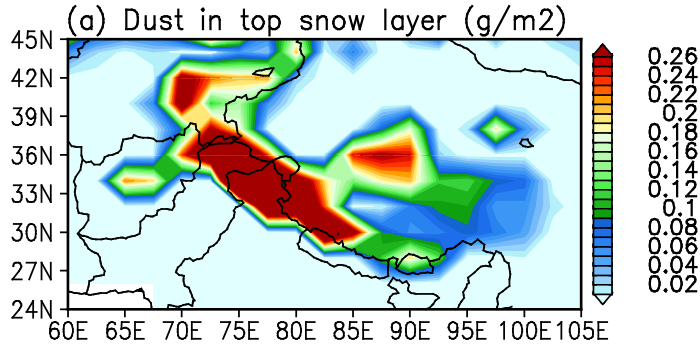 (a) Dust in top snow layer (g/m2)
45N
42N
39N
36N
33N
30N
27N
24N
60E 65E 70E 75E 80E 85E 90E 95E 100E 105E
0.26
0.24
0.22
0.2
0.18
0.16
0.14
0.12
0.1
0.08
0.06
0.04
0.02